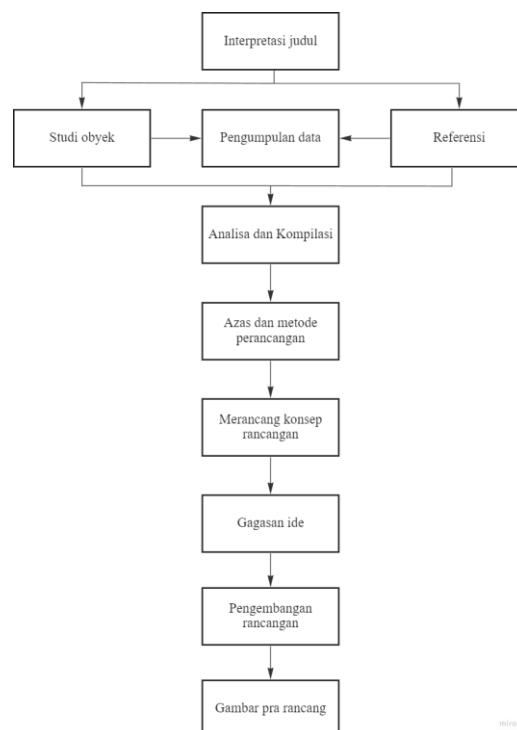 Interpretasi judul
Studi obyek
Pengumpulan data
Referensi
Analisa dan Kompilasi
Azas dan metode
perancangan
Merancang konsep
rancangan
Gagasan ide
Pengembangan
rancangan
Gambar pra rancang
miro